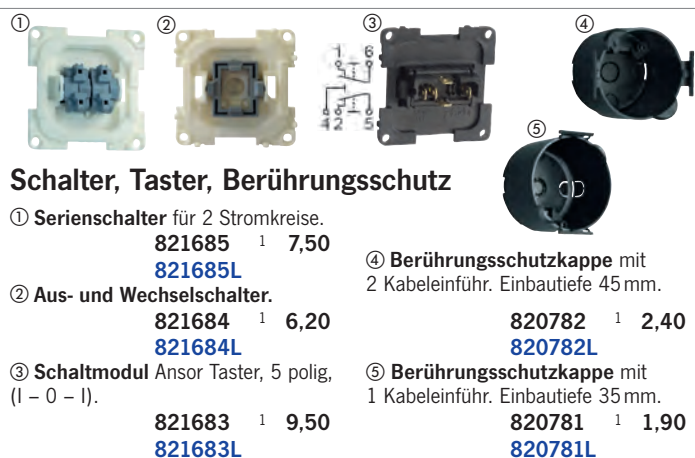 ① ② ③ ④
⑤
Schalter, Taster, Berührungsschutz
① Serienschalter für 2 Stromkreise.
821685 1 7,50
821685L
② Aus- und Wechselschalter.
821684 1 6,20
821684L
③ Schaltmodul Ansor Taster, 5 polig,
(I – 0 – I).
821683 1 9,50
821683L
④ Berührungsschutzkappe mit
2 Kabeleinführ. Einbautiefe 45 mm.
820782 1 2,40
820782L
⑤ Berührungsschutzkappe mit
1 Kabeleinführ. Einbautiefe 35 mm.
820781 1 1,90
820781L